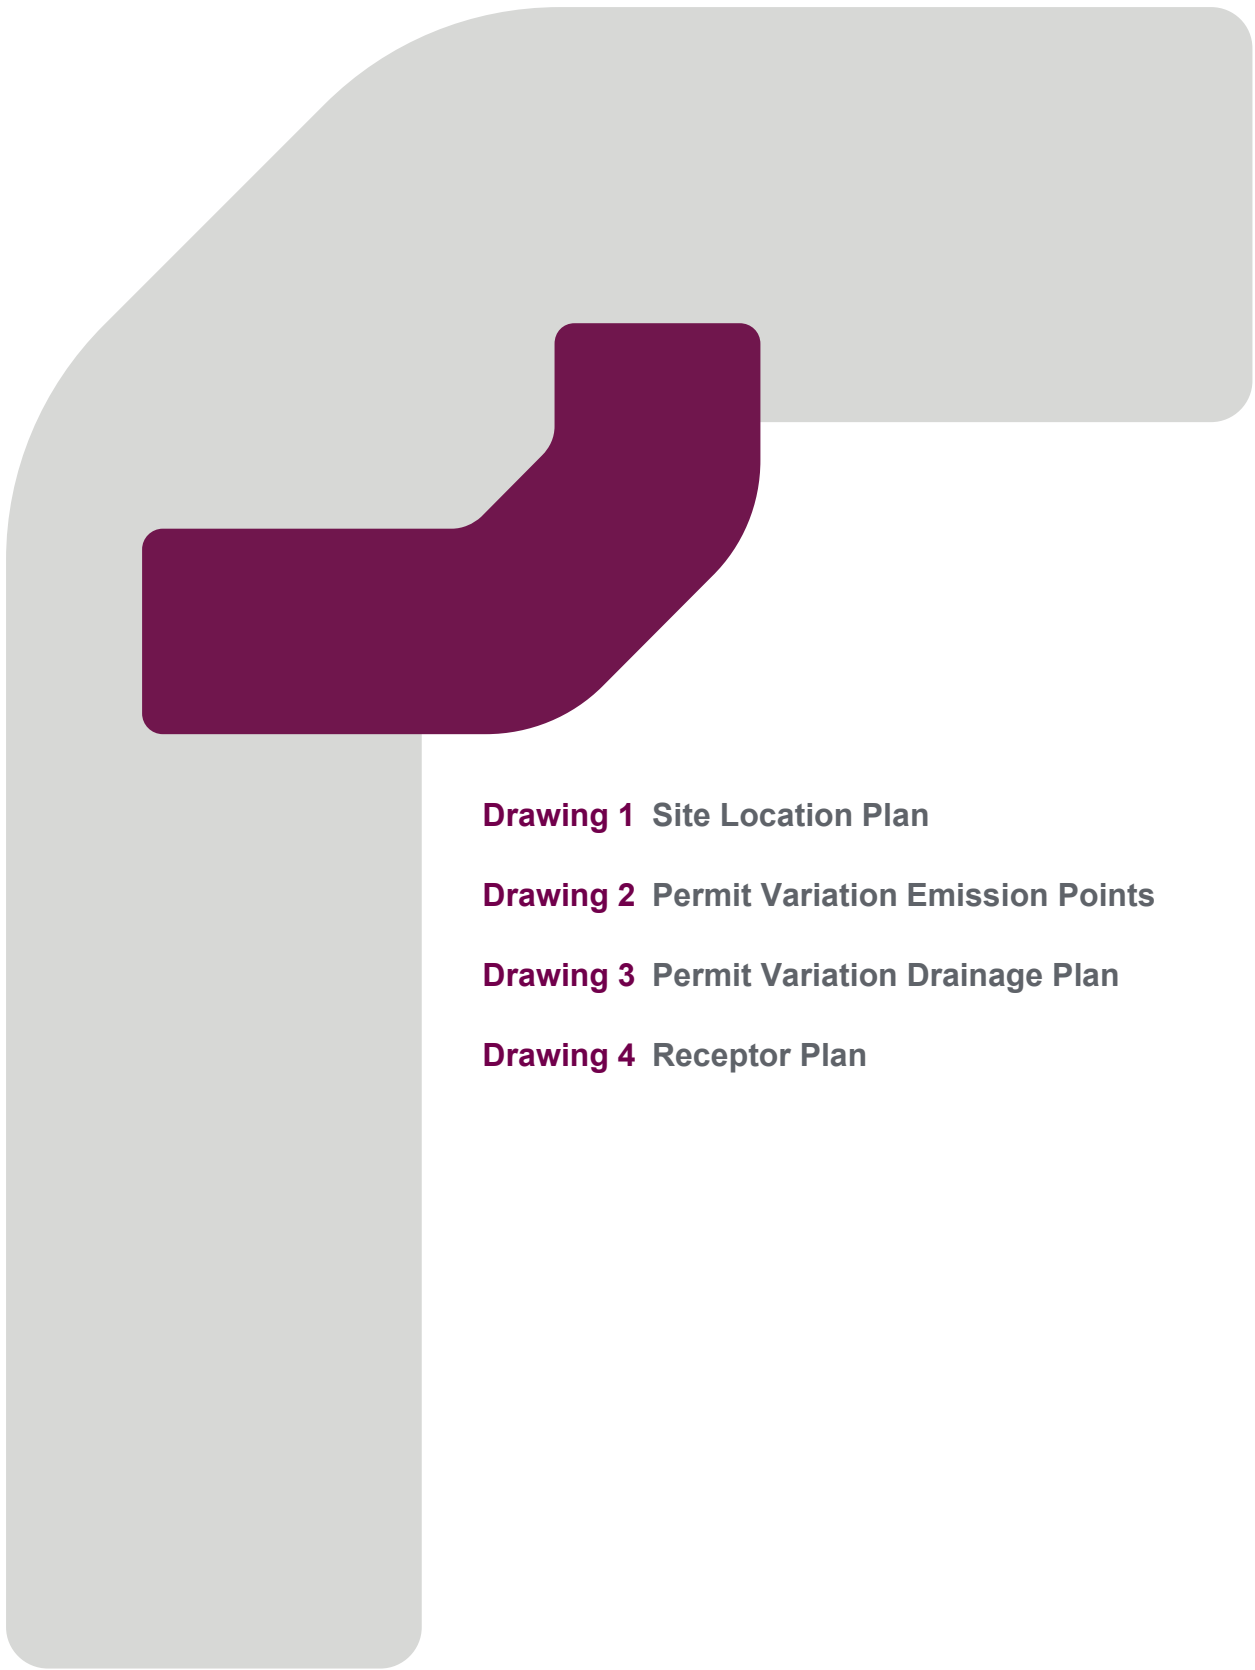 Drawing 1 Site Location Plan
Drawing 2 Permit Variation Emission Points
Drawing 3 Permit Variation Drainage Plan
Drawing 4 Receptor Plan